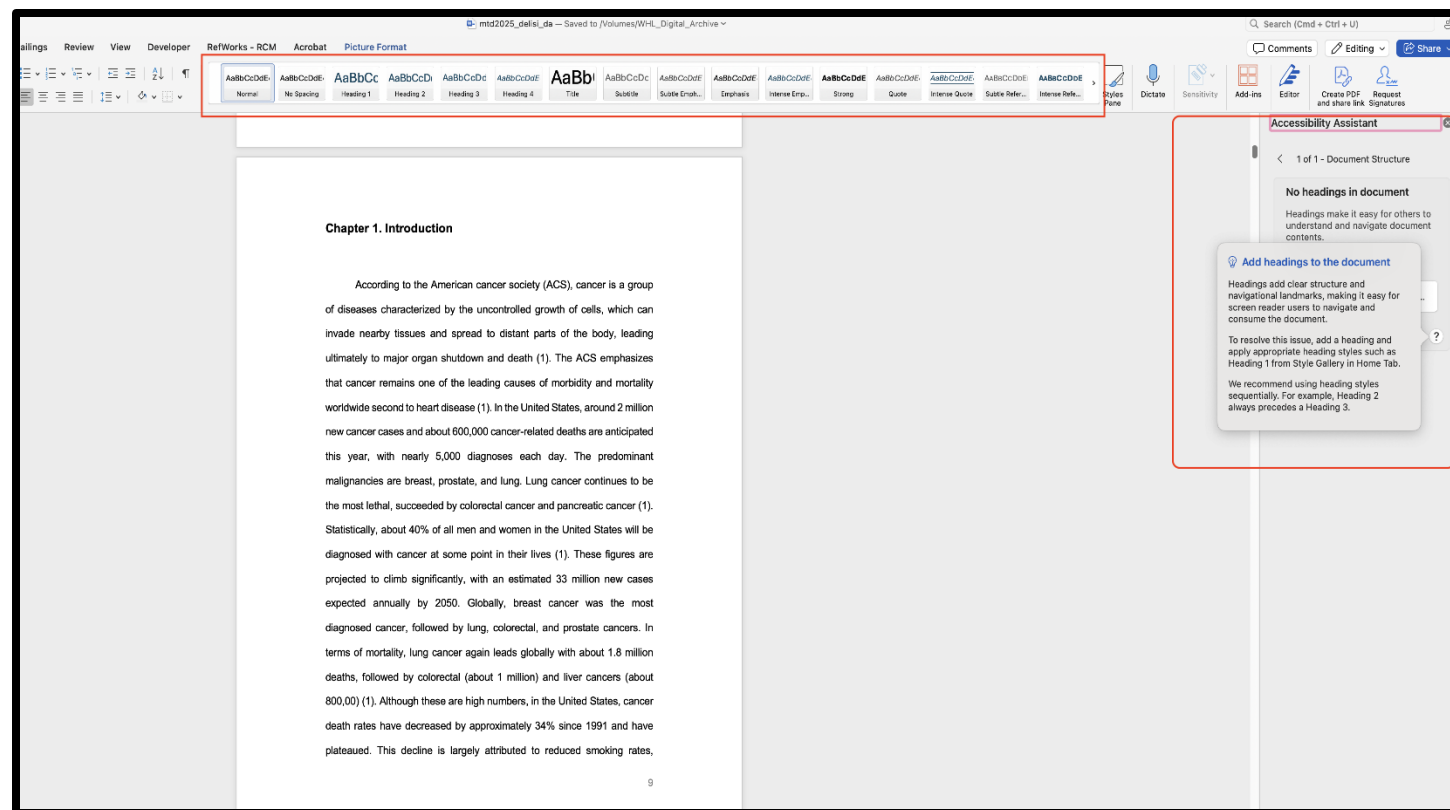 mtd2025_delisi_da — Saved to /Volumes/WHL_Digital_Archive
Search (Cmd + Ctrl + U)
ailings Review View Developer RefWorks - RCM Acrobat Picture Format
Comments Editing Share
AaBbCcDdE AaBbCcDdE AaBbCc AaBbCcDı AaBbCcDc AaBbCcDdE AaBb( AaBbCcDc AaBbCcDdE AaBbCcDdE AaBbCcDdE AaBbCcDdE AaBbCcDdE AaBbCcDdE AaBbCcDdE AaBbCcDdE
Normal No Spacing Heading 1 Heading 2 Heading 3 Heading 4 Title Subtitle Subtle Emph... Emphasis Intense Emp... Strong Quote Intense Quote Subtle Refer... Intense Refe...
Styles Pane
Dictate
Sensitivity
Add-ins
Editor
Create PDF and share link
Request Signatures
Chapter 1. Introduction
According to the American cancer society (ACS), cancer is a group
of diseases characterized by the uncontrolled growth of cells, which can
invade nearby tissues and spread to distant parts of the body, leading
ultimately to major organ shutdown and death (1). The ACS emphasizes
that cancer remains one of the leading causes of morbidity and mortality
worldwide second to heart disease (1). In the United States, around 2 million
new cancer cases and about 600,000 cancer-related deaths are anticipated
this year, with nearly 5,000 diagnoses each day. The predominant
malignancies are breast, prostate, and lung. Lung cancer continues to be
the most lethal, succeeded by colorectal cancer and pancreatic cancer (1).
Statistically, about 40% of all men and women in the United States will be
diagnosed with cancer at some point in their lives (1). These figures are
projected to climb significantly, with an estimated 33 million new cases
expected annually by 2050. Globally, breast cancer was the most
diagnosed cancer, followed by lung, colorectal, and prostate cancers. In
terms of mortality, lung cancer again leads globally with about 1.8 million
deaths, followed by colorectal (about 1 million) and liver cancers (about
800,00) (1). Although these are high numbers, in the United States, cancer
death rates have decreased by approximately 34% since 1991 and have
plateaued. This decline is largely attributed to reduced smoking rates,
9
Accessibility Assistant
1 of 1 - Document Structure
No headings in document
Headings make it easy for others to
understand and navigate document
contents.
Add headings to the document
Headings add clear structure and
navigational landmarks, making it easy for
screen reader users to navigate and
consume the document.
To resolve this issue, add a heading and
apply appropriate heading styles such as
Heading 1 from Style Gallery in Home Tab.
We recommend using heading styles
sequentially. For example, Heading 2
always precedes a Heading 3.
...
?